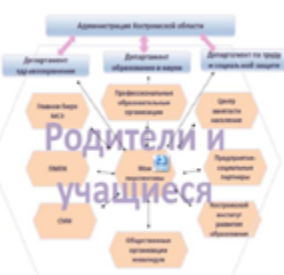 Администрация Костромской области
Департамент здравоохранения
Департамент образования и науки
Департамент по труду и социальной защите
Профессиональные образовательные организации
Главное бюро МСЭ
Центр занятости населения
Родители и
учащиеся
ПМПК
Предприятия-
социальные партнеры
СМИ
Костромской институт развития образования
Общественные организации инвалидов